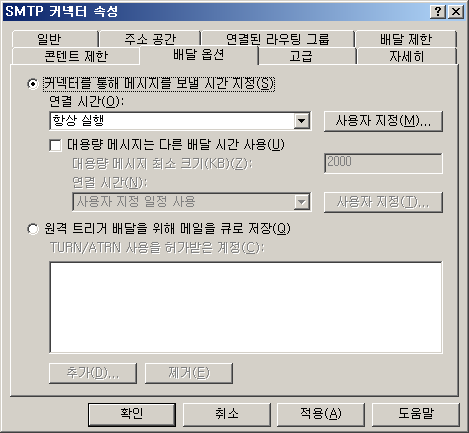 SMTP 커넥터 속성
일반 주소 공간 연결된 라우팅 그룹 배달 제한
콘텐트 제한 배달 옵션 고급 자세히
커넥터를 통해 메시지를 보낼 시간 지정(S)
연결 시간(O):
항상 실행 사용자 지정(M)...
대용량 메시지는 다른 배달 시간 사용(U)
대용량 메시지 최소 크기(KB)(Z): 2000
연결 시간(N):
사용자 지정 일정 사용 사용자 지정(T)...
원격 트리거 배달을 위해 메일을 큐로 저장(Q)
TURN/ATRN 사용을 허가받은 계정(C):
추가(D)... 제거(E)
확인 취소 적용(A) 도움말